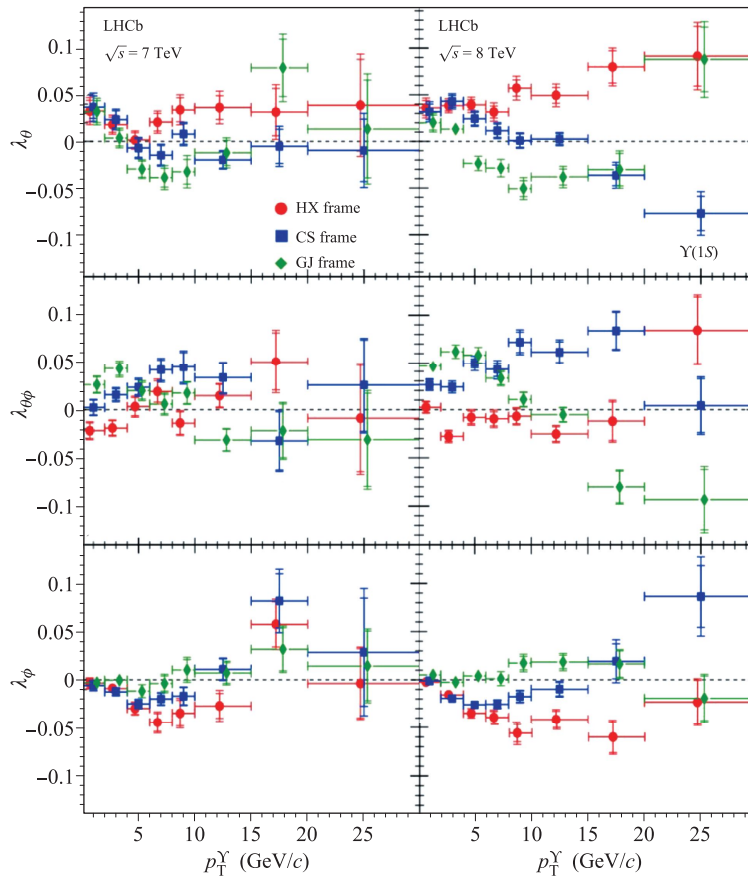 LHCb
√s = 7 TeV
LHCb
√s = 8 TeV
0.1
0.05
0
−0.05
−0.1
λθ
HX frame
CS frame
GJ frame
Υ(1S)
0.1
0.05
0
−0.05
−0.1
λθϕ
0.1
0.05
0
−0.05
−0.1
λϕ
5 10 15 20 25
5 10 15 20 25
pTΥ (GeV/c)
pTΥ (GeV/c)